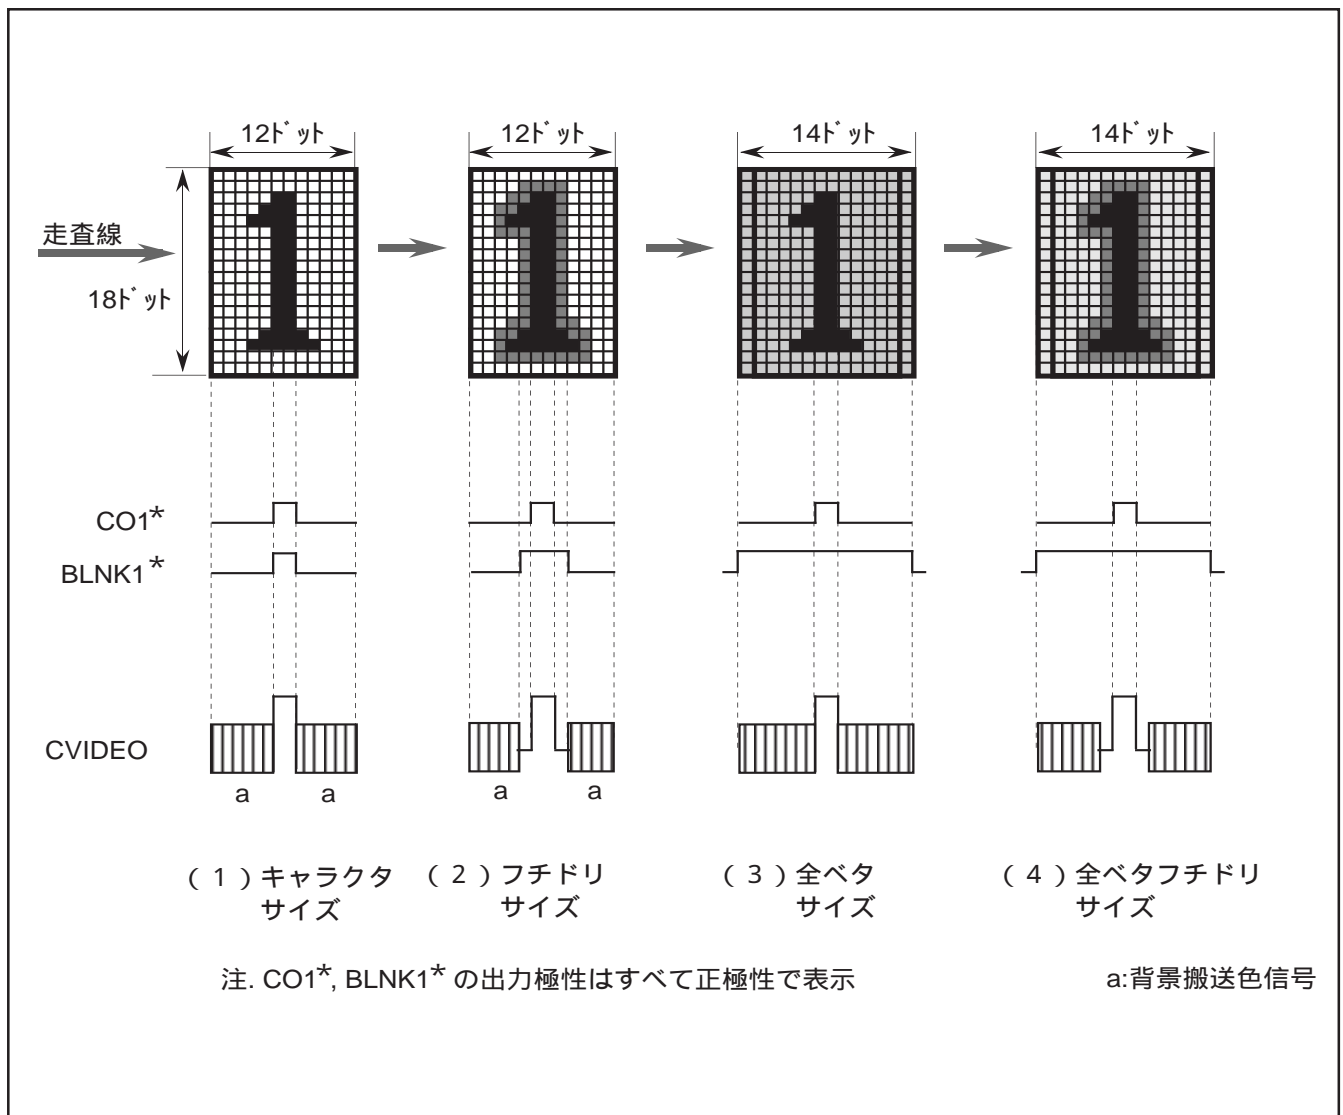 12ﾄﾞｯﾄ 12ﾄﾞｯﾄ 14ﾄﾞｯﾄ 14ﾄﾞｯﾄ
走査線
18ﾄﾞｯﾄ
CO1*
BLNK1*
CVIDEO
a a a a
(1)キャラクタ サイズ
(2)フチドリ サイズ
(3)全ベタ サイズ
(4)全ベタフチドリ サイズ
注. CO1*, BLNK1* の出力極性はすべて正極性で表示
a:背景搬送色信号